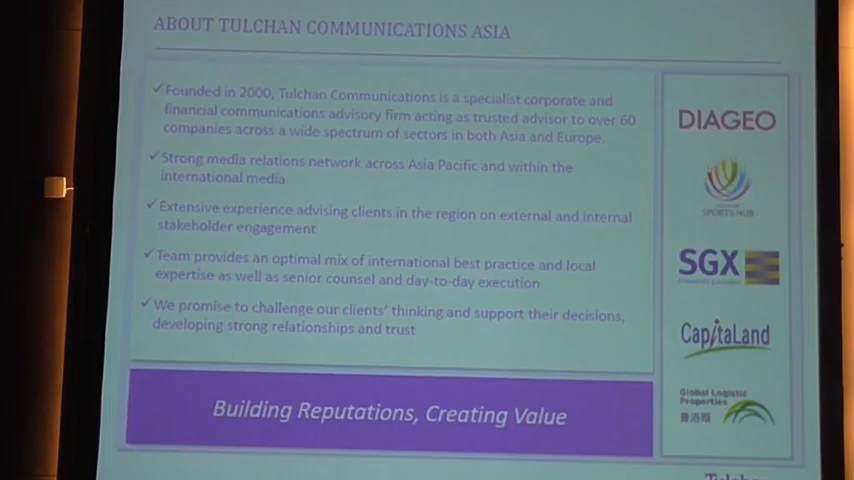 ABOUT TULCHAN COMMUNICATIONS ASIA
✓Founded in 2000, Tulchan Communications is a specialist corporate and
financial communications advisory firm acting as trusted advisor to over 60
companies across a wide spectrum of sectors in both Asia and Europe.
✓Strong media relations network across Asia Pacific and within the
international media
✓Extensive experience advising clients in the region on external and internal
stakeholder engagement
✓Team provides an optimal mix of international best practice and local
expertise as well as senior counsel and day-to-day execution
✓We promise to challenge our clients' thinking and support their decisions,
developing strong relationships and trust
Building Reputations, Creating Value
DIAGEO
SPORTS HUB
SGX
CapitaLand
Global Logistic
Properties
普洛斯